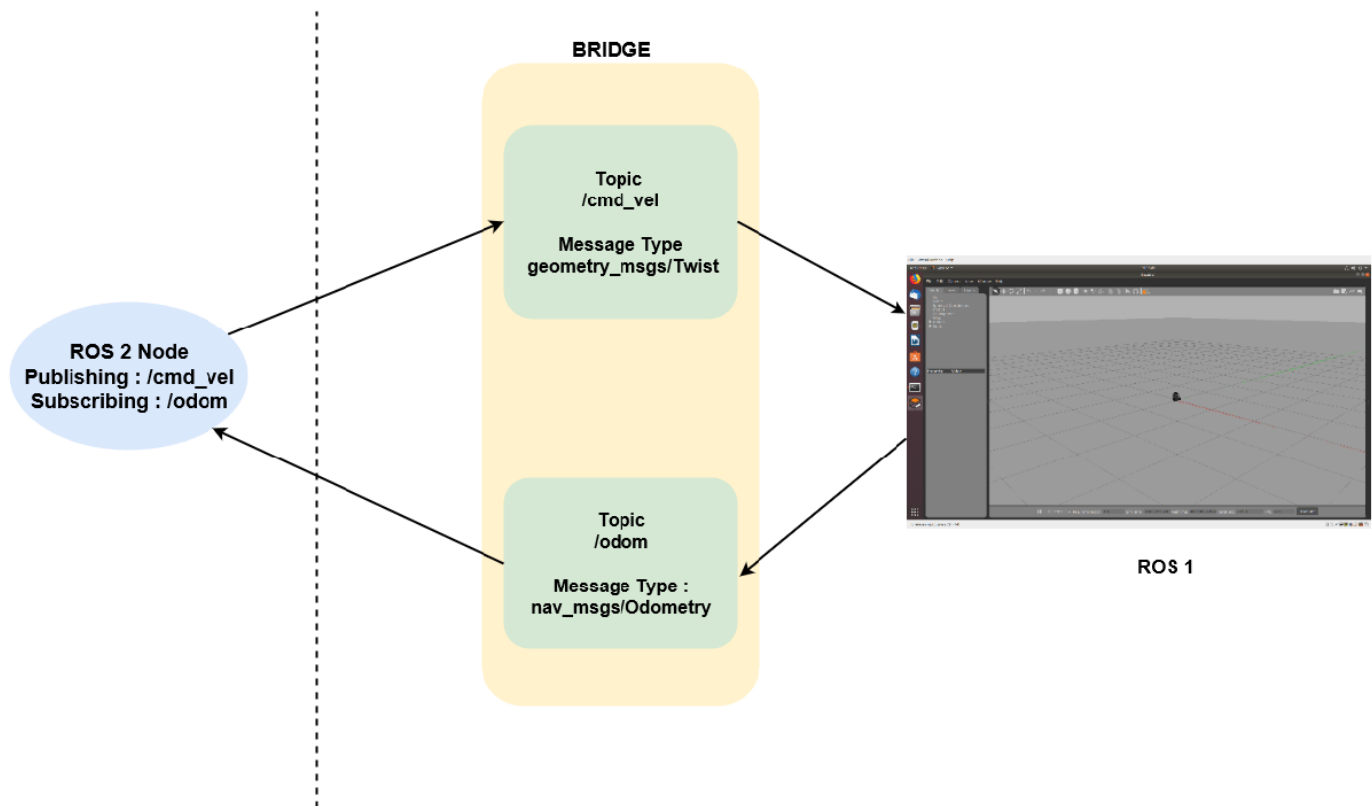 BRIDGE
Topic
/cmd_vel
Message Type
geometry_msgs/Twist
ROS 2 Node
Publishing : /cmd_vel
Subscribing : /odom
Topic
/odom
Message Type :
nav_msgs/Odometry
ROS 1